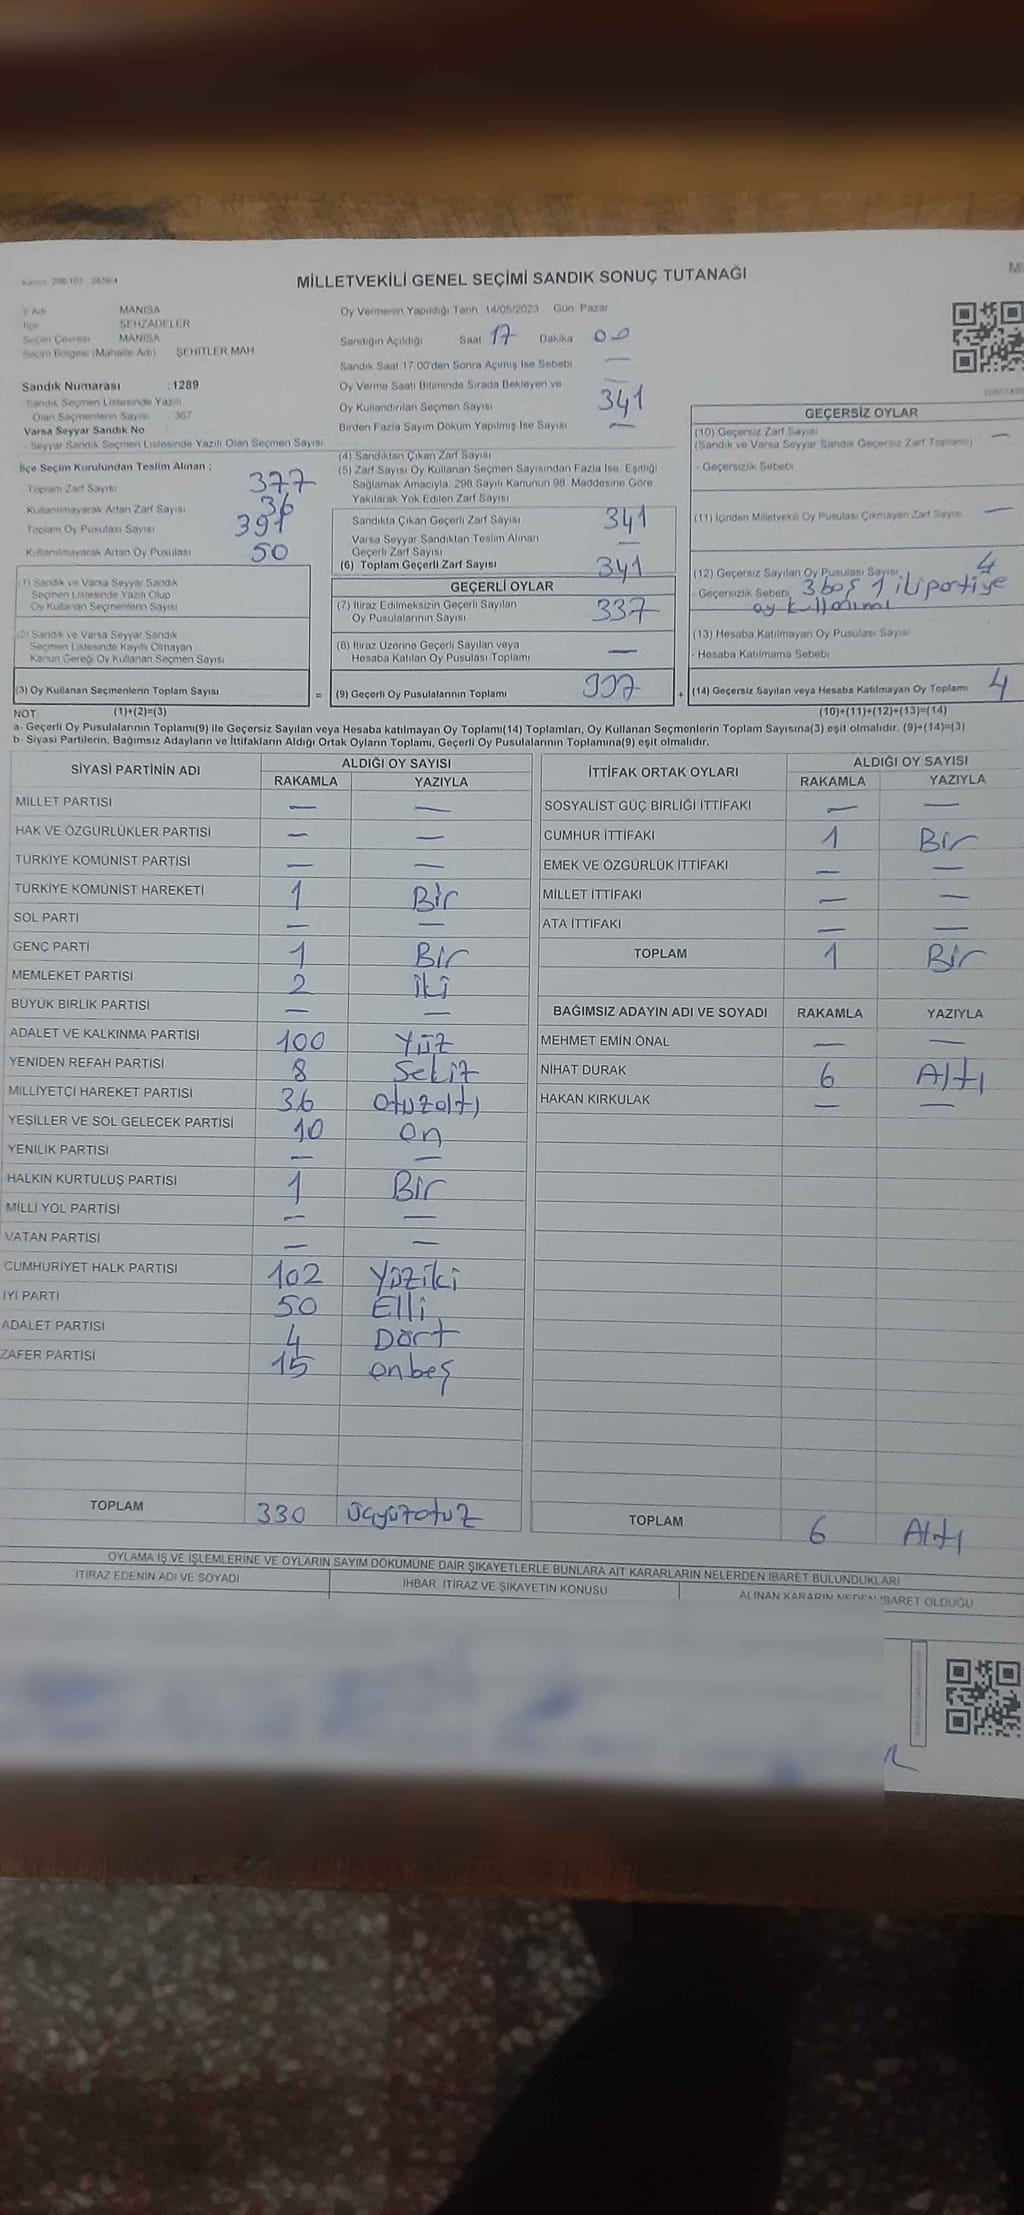 MİLLETVEKİLİ GENEL SEÇİMİ SANDIK SONUÇ TUTANAĞI
İl Adı MANİSA
İlçe ŞEHZADELER
Seçim Çevresi MANİSA
Seçim Bölgesi (Mahalle Adı) ŞEHİTLER MAH.
Sandık Numarası :1289
Sandık Seçmen Listesinde Yazılı
Olan Seçmenlerin Sayısı 367
Varsa Seyyar Sandık No
Seyyar Sandık Seçmen Listesinde Yazılı Olan Seçmen Sayısı
İlçe Seçim Kurulundan Teslim Alınan ;
Toplam Zarf Sayısı 377
Kullanılmayarak Artan Zarf Sayısı 36
Toplam Oy Pusulası Sayısı 391
Kullanılmayarak Artan Oy Pusulası 50
(1) Sandık ve Varsa Seyyar Sandık
Seçmen Listesinde Yazılı Olup
Oy Kullanan Seçmenlerin Sayısı
(2) Sandık ve Varsa Seyyar Sandık
Seçmen Listesinde Kayıtlı Olmayan
Kanun Gereği Oy Kullanan Seçmen Sayısı
(3) Oy Kullanan Seçmenlerin Toplam Sayısı =
Oy Vermenin Yapıldığı Tarih 14/05/2023 Gün Pazar
Sandığın Açıldığı Saat 17 Dakika 00
Sandık Saat 17:00'den Sonra Açılmış İse Sebebi —
Oy Verme Saati Bitiminde Sırada Bekleyen ve —
Oy Kullandırılan Seçmen Sayısı 341
Birden Fazla Sayım Döküm Yapılmış İse Sayısı —
(4) Sandıktan Çıkan Zarf Sayısı
(5) Zarf Sayısı Oy Kullanan Seçmen Sayısından Fazla İse, Eşitliği
Sağlamak Amacıyla, 298 Sayılı Kanunun 98. Maddesine Göre
Yakılarak Yok Edilen Zarf Sayısı
Sandıkta Çıkan Geçerli Zarf Sayısı 341
Varsa Seyyar Sandıktan Teslim Alınan
Geçerli Zarf Sayısı —
(6) Toplam Geçerli Zarf Sayısı 341
GEÇERLİ OYLAR
(7) İtiraz Edilmeksizin Geçerli Sayılan
Oy Pusulalarının Sayısı 337
(8) İtiraz Üzerine Geçerli Sayılan veya
Hesaba Katılan Oy Pusulası Toplamı —
(9) Geçerli Oy Pusulalarının Toplamı 337 +
GEÇERSİZ OYLAR
(10) Geçersiz Zarf Sayısı
(Sandık ve Varsa Seyyar Sandık Geçersiz Zarf Toplamı) —
- Geçersizlik Sebebi
(11) İçinden Milletvekili Oy Pusulası Çıkmayan Zarf Sayısı —
(12) Geçersiz Sayılan Oy Pusulası Sayısı 4
- Geçersizlik Sebebi 3 boş 1 iki partiye
oy kullanımı
(13) Hesaba Katılmayan Oy Pusulası Sayısı
- Hesaba Katılmama Sebebi
(14) Geçersiz Sayılan veya Hesaba Katılmayan Oy Toplamı 4
NOT: (1)+(2)=(3) (10)+(11)+(12)+(13)=(14)
a- Geçerli Oy Pusulalarının Toplamı(9) ile Geçersiz Sayılan veya Hesaba katılmayan Oy Toplamı(14) Toplamları, Oy Kullanan Seçmenlerin Toplam Sayısına(3) eşit olmalıdır. (9)+(14)=(3)
b- Siyasi Partilerin, Bağımsız Adayların ve İttifakların Aldığı Ortak Oyların Toplamı, Geçerli Oy Pusulalarının Toplamına(9) eşit olmalıdır.
SİYASİ PARTİNİN ADI ALDIĞI OY SAYISI
RAKAMLA YAZIYLA
MİLLET PARTİSİ — —
HAK VE ÖZGÜRLÜKLER PARTİSİ — —
TÜRKİYE KOMÜNİST PARTİSİ — —
TÜRKİYE KOMÜNİST HAREKETİ 1 Bir
SOL PARTİ — —
GENÇ PARTİ 1 Bir
MEMLEKET PARTİSİ 2 İki
BÜYÜK BİRLİK PARTİSİ — —
ADALET VE KALKINMA PARTİSİ 100 Yüz
YENİDEN REFAH PARTİSİ 8 Sekiz
MİLLİYETÇİ HAREKET PARTİSİ 36 otuzaltı
YEŞİLLER VE SOL GELECEK PARTİSİ 10 on
YENİLİK PARTİSİ — —
HALKIN KURTULUŞ PARTİSİ 1 Bir
MİLLİ YOL PARTİSİ — —
VATAN PARTİSİ — —
CUMHURİYET HALK PARTİSİ 102 Yüziki
İYİ PARTİ 50 Elli
ADALET PARTİSİ 4 Dört
ZAFER PARTİSİ 15 onbeş
TOPLAM 330 üçyüzotuz
İTTİFAK ORTAK OYLARI ALDIĞI OY SAYISI
RAKAMLA YAZIYLA
SOSYALİST GÜÇ BİRLİĞİ İTTİFAKI — —
CUMHUR İTTİFAKI 1 Bir
EMEK VE ÖZGÜRLÜK İTTİFAKI — —
MİLLET İTTİFAKI — —
ATA İTTİFAKI — —
TOPLAM 1 Bir
BAĞIMSIZ ADAYIN ADI VE SOYADI RAKAMLA YAZIYLA
MEHMET EMİN ÖNAL — —
NİHAT DURAK 6 Altı
HAKAN KIRKULAK — —
TOPLAM 6 Altı
OYLAMA İŞ VE İŞLEMLERİNE VE OYLARIN SAYIM DÖKÜMÜNE DAİR ŞİKAYETLERLE BUNLARA AİT KARARLARIN NELERDEN İBARET BULUNDUKLARI
İTİRAZ EDENİN ADI VE SOYADI İHBAR, İTİRAZ VE ŞİKAYETİN KONUSU ALINAN KARARIN NEDEN İBARET OLDUĞU